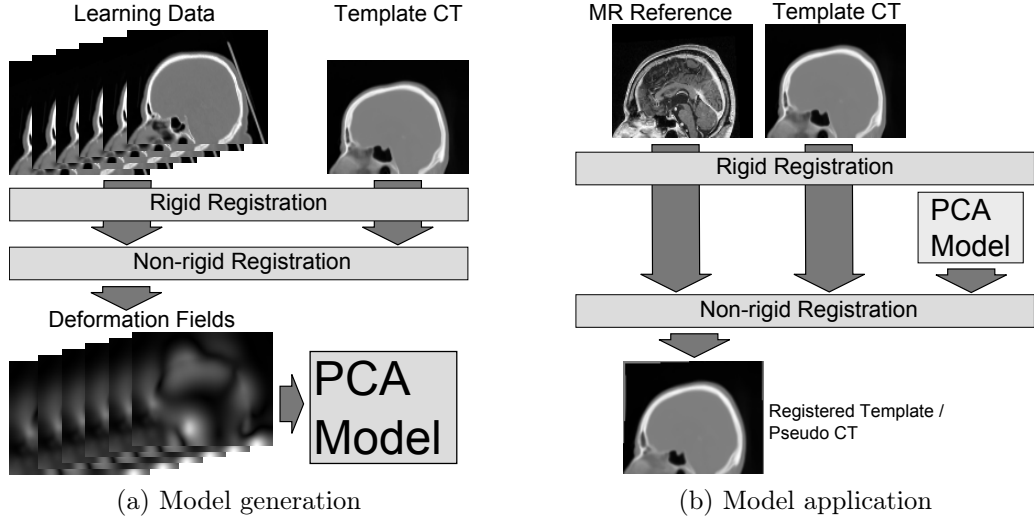 Learning Data
Template CT
Rigid Registration
Non-rigid Registration
Deformation Fields
PCA
Model
(a) Model generation
MR Reference
Template CT
Rigid Registration
PCA
Model
Non-rigid Registration
Registered Template /
Pseudo CT
(b) Model application